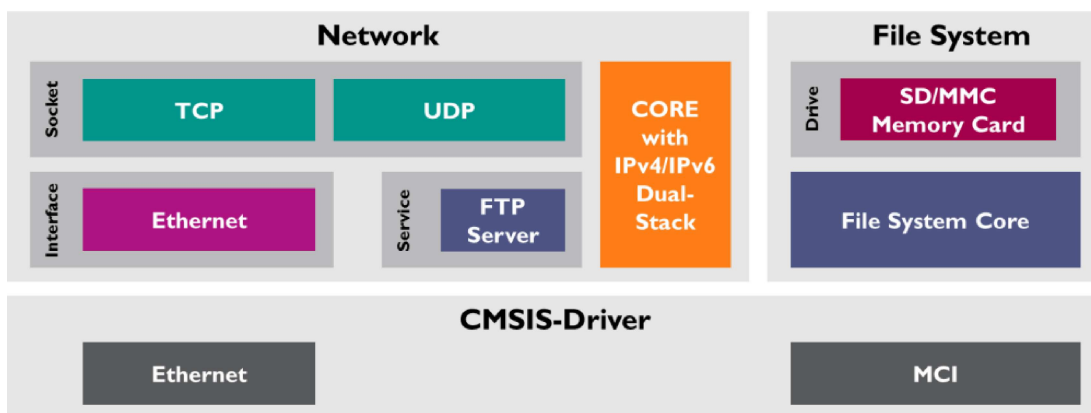 Network
Socket
TCP
UDP
CORE
with
IPv4/IPv6
Dual-
Stack
Interface
Ethernet
Service
FTP
Server
File System
Drive
SD/MMC
Memory Card
File System Core
CMSIS-Driver
Ethernet
MCI